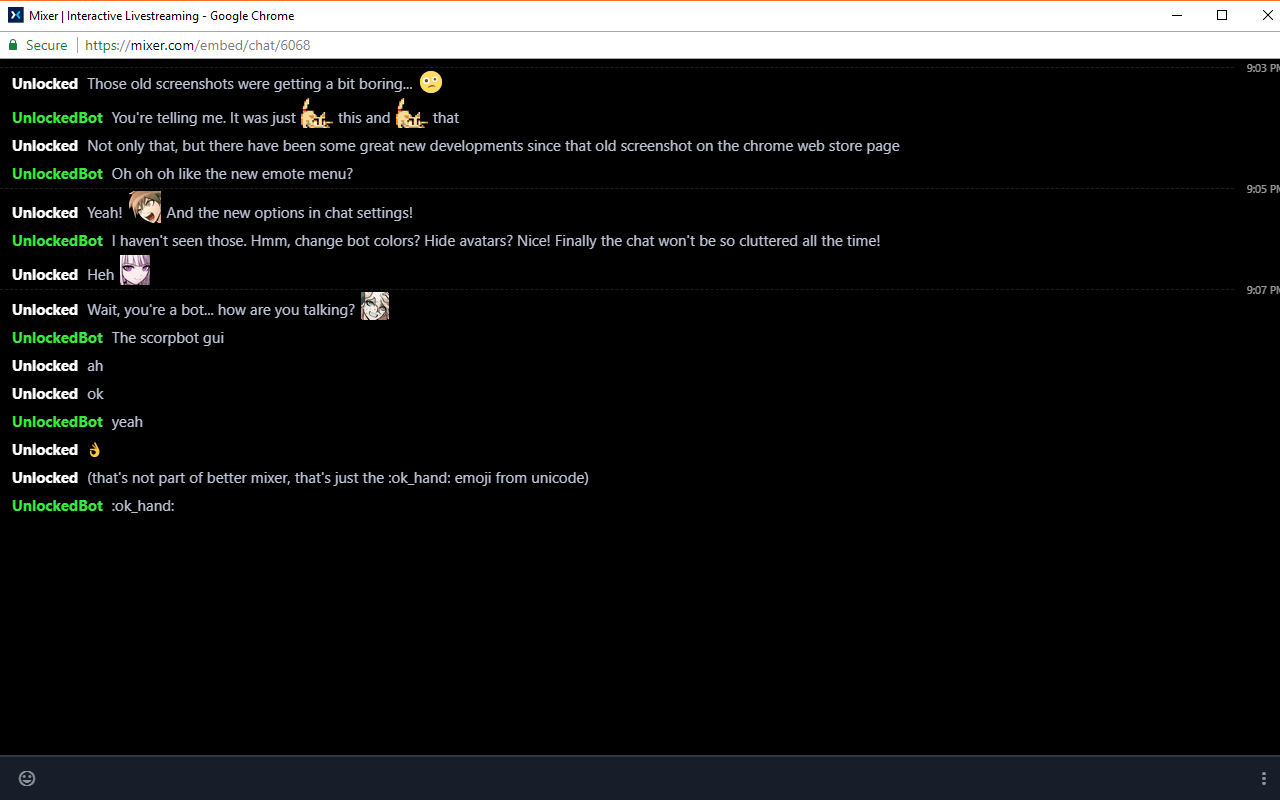 Mixer | Interactive Livestreaming - Google Chrome
Secure https://mixer.com/embed/chat/6068
9:03 PM
Unlocked Those old screenshots were getting a bit boring...
UnlockedBot You're telling me. It was just this and that
Unlocked Not only that, but there have been some great new developments since that old screenshot on the chrome web store page
UnlockedBot Oh oh oh like the new emote menu?
9:05 PM
Unlocked Yeah! And the new options in chat settings!
UnlockedBot I haven't seen those. Hmm, change bot colors? Hide avatars? Nice! Finally the chat won't be so cluttered all the time!
Unlocked Heh
9:07 PM
Unlocked Wait, you're a bot... how are you talking?
UnlockedBot The scorpbot gui
Unlocked ah
Unlocked ok
UnlockedBot yeah
Unlocked 👌
Unlocked (that's not part of better mixer, that's just the :ok_hand: emoji from unicode)
UnlockedBot :ok_hand: